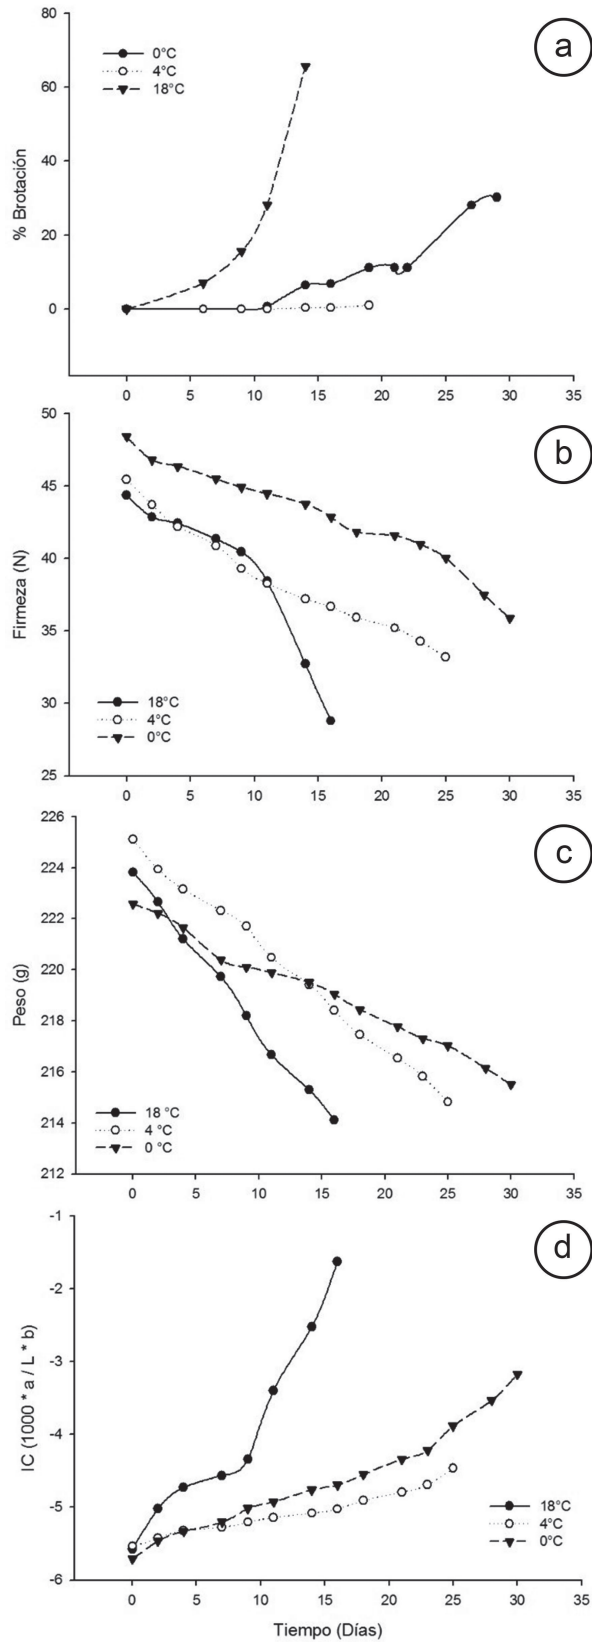 80
60
40
20
0
% Brotación
0°C
4°C
18°C
a
0 5 10 15 20 25 30 35
50
45
40
35
30
25
Firmeza (N)
b
18°C
4°C
0°C
0 5 10 15 20 25 30 35
226
224
222
220
218
216
214
212
Peso (g)
c
18 °C
4 °C
0 °C
0 5 10 15 20 25 30 35
-1
-2
-3
-4
-5
-6
IC (1000 * a / L * b)
d
18°C
4°C
0°C
0 5 10 15 20 25 30 35
Tiempo (Días)